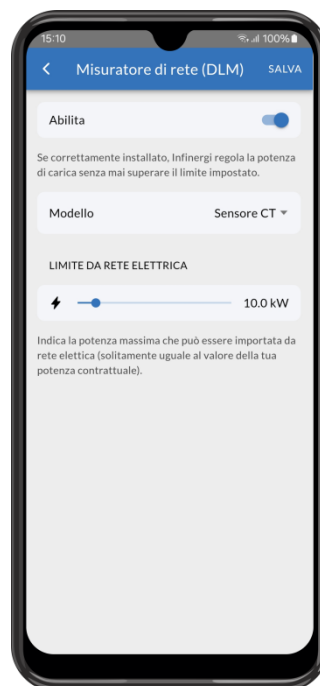 15:10 100%
Misuratore di rete (DLM) SALVA
Abilita
Se correttamente installato, Infinergi regola la potenza
di carica senza mai superare il limite impostato.
Modello Sensore CT
LIMITE DA RETE ELETTRICA
10.0 kW
Indica la potenza massima che può essere importata da
rete elettica (solitamente uguale al valore della tua
potenza contrattuale).